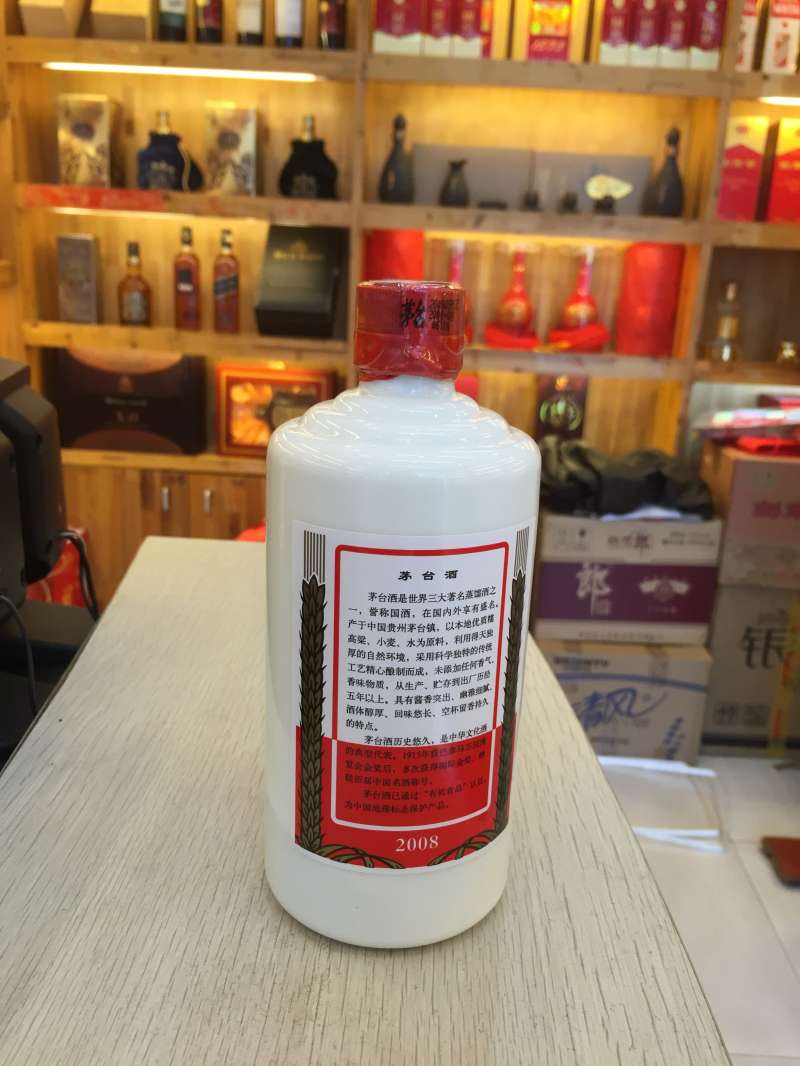 茅台
茅台酒
茅台酒是世界三大著名蒸馏酒之
一，誉称国酒，在国内外享有盛名。
产于中国贵州茅台镇，以本地优质糯
高粱、小麦、水为原料，利用得天独
厚的自然环境，采用科学独特的传统
工艺精心酿制而成，未添加任何香气、
香味物质，从生产、贮存到出厂历经
五年以上。具有酱香突出、幽雅细腻、
酒体醇厚、回味悠长、空杯留香持久
的特点。
茅台酒历史悠久，是中华文化酒
的典型代表，1915年获巴拿马万国博
览会金奖后，多次获得国际金奖，蝉
联历届中国名酒称号。
茅台酒已通过“有机食品”认证，
为中国地理标志保护产品。
2008
郎
清风
银